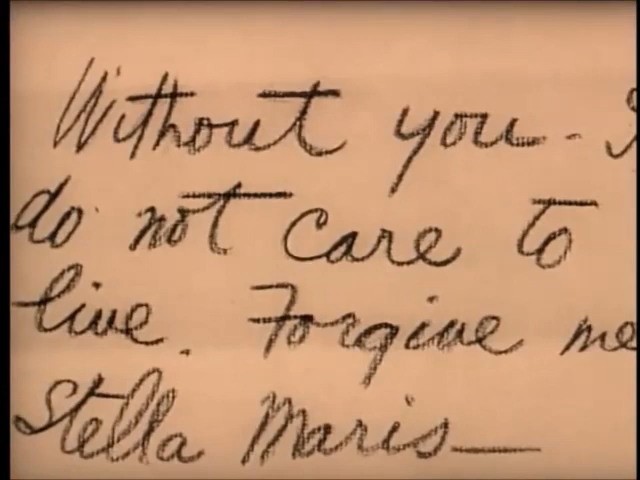 Without you - I
do not care to
live. Forgive me
Stella Maris—